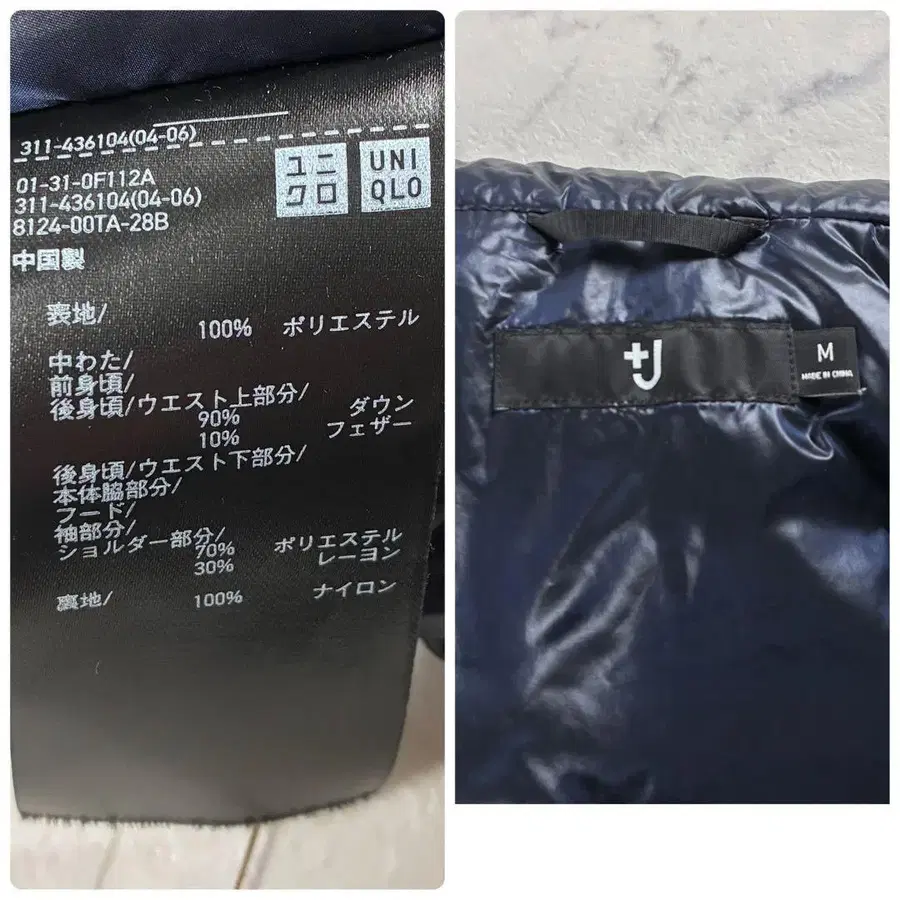 311-436104(04-06)
ユニ
クロ
UNI
QLO
01-31-0F112A
311-436104(04-06)
8124-00TA-28B
中国製
表地/
100% ポリエステル
中わた/
前身頃/
後身頃/ウエスト上部分/
90% ダウン
10% フェザー
後身頃/ウエスト下部分/
本体脇部分/
フード/
袖部分/
ショルダー部分/
70% ポリエステル
30% レーヨン
裏地/ 100% ナイロン
+J
M
MADE IN CHINA